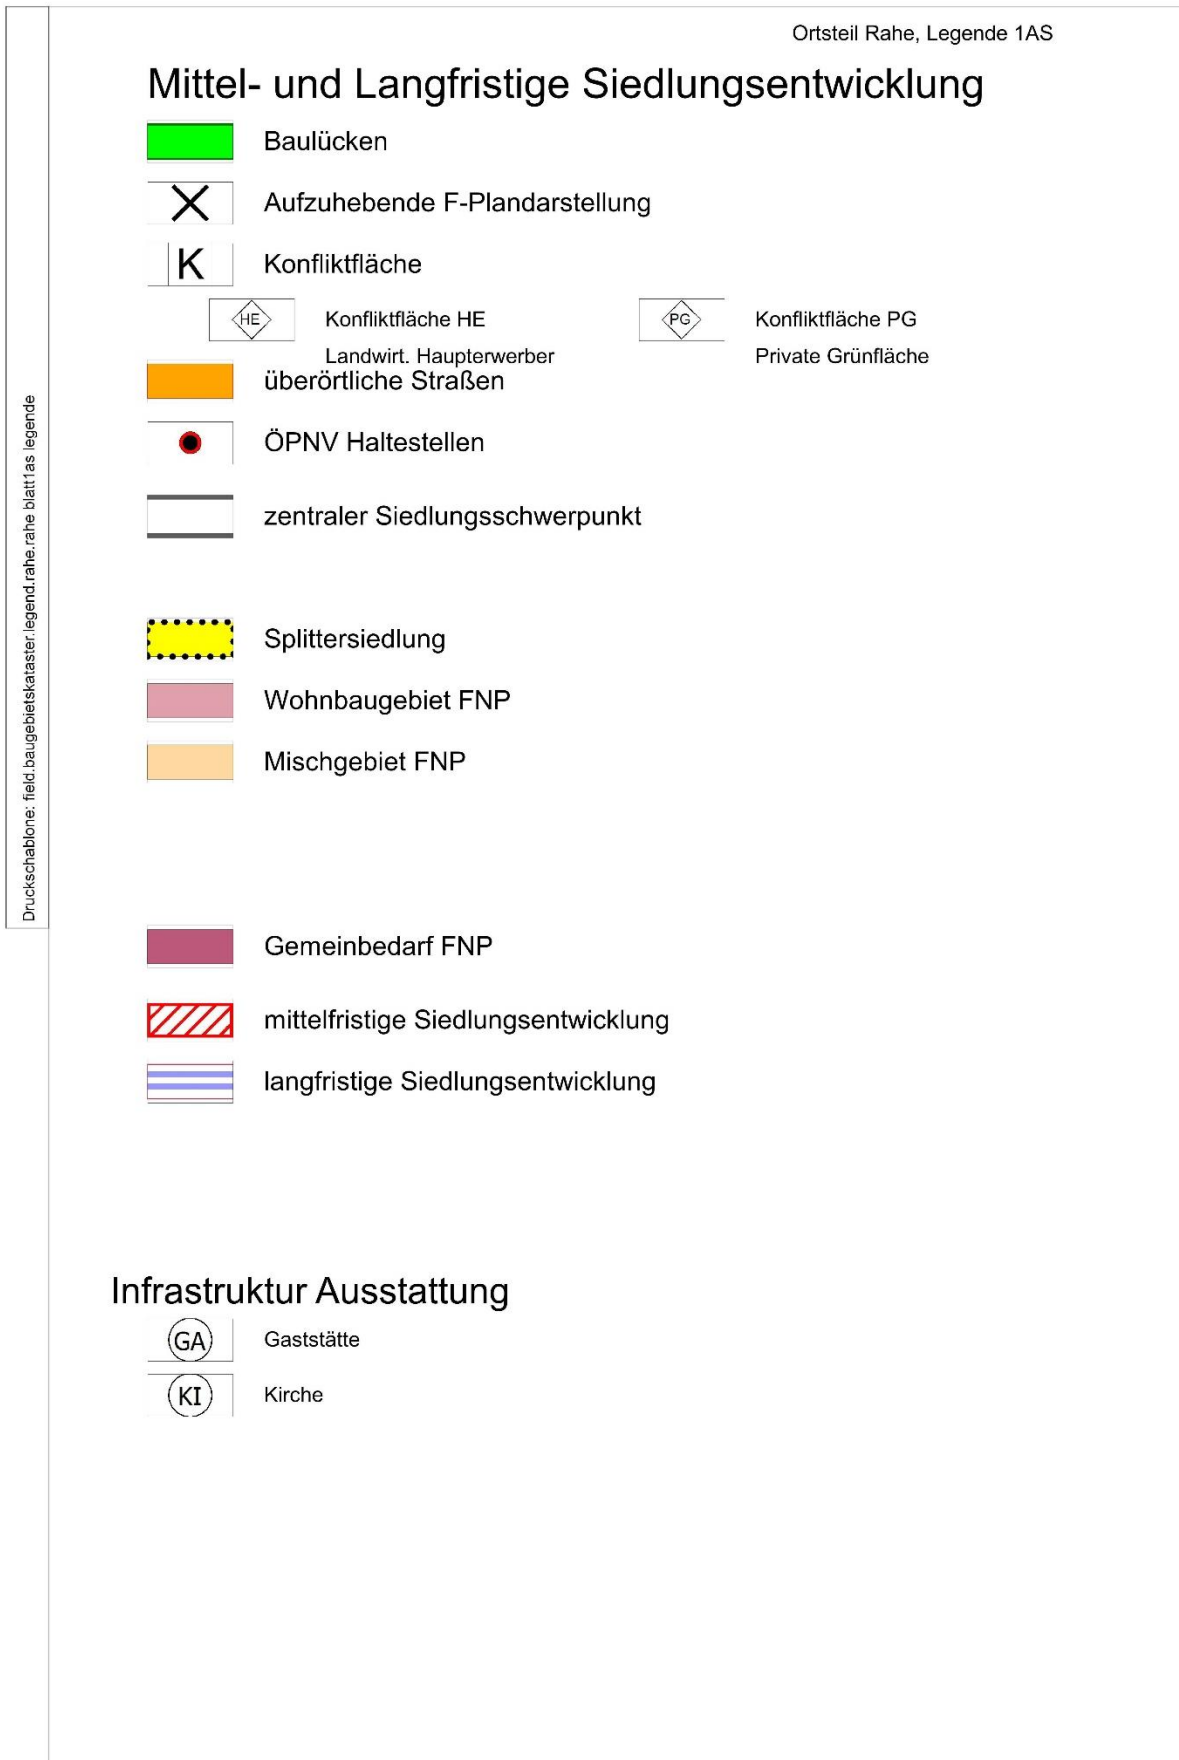 Ortsteil Rahe, Legende 1AS
Mittel- und Langfristige Siedlungsentwicklung
Baulücken
Aufzuhebende F-Plandarstellung
K Konfliktfläche
HE Konfliktfläche HE
Landwirt. Haupterwerber
PG Konfliktfläche PG
Private Grünfläche
überörtliche Straßen
ÖPNV Haltestellen
zentraler Siedlungsschwerpunkt
Splittersiedlung
Wohnbaugebiet FNP
Mischgebiet FNP
Gemeinbedarf FNP
mittelfristige Siedlungsentwicklung
langfristige Siedlungsentwicklung
Infrastruktur Ausstattung
GA Gaststätte
KI Kirche
Druckschablone: field.baugebietskataster.legend.rahe.rahe blatt1as legende